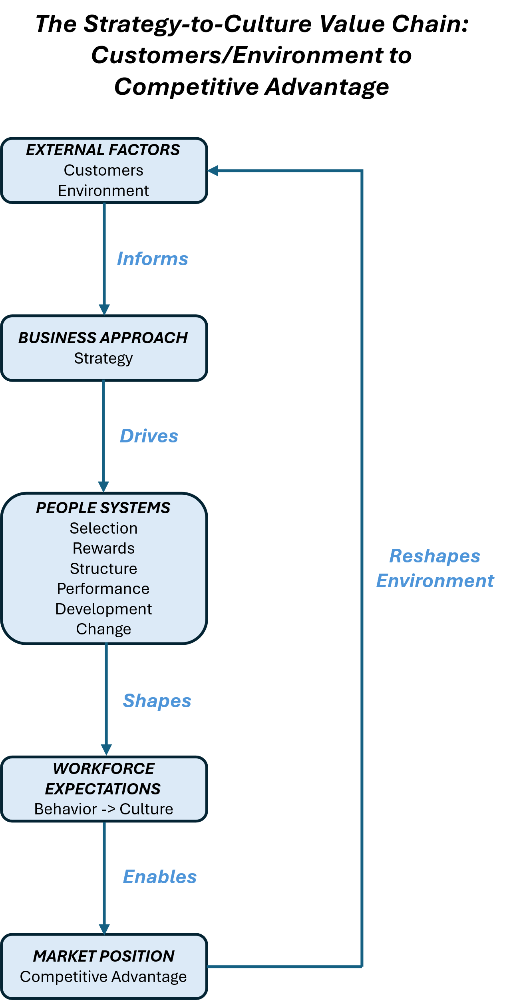 The Strategy-to-Culture Value Chain:
Customers/Environment to
Competitive Advantage
EXTERNAL FACTORS
Customers
Environment
Informs
BUSINESS APPROACH
Strategy
Drives
PEOPLE SYSTEMS
Selection
Rewards
Structure
Performance
Development
Change
Reshapes
Environment
Shapes
WORKFORCE
EXPECTATIONS
Behavior -> Culture
Enables
MARKET POSITION
Competitive Advantage